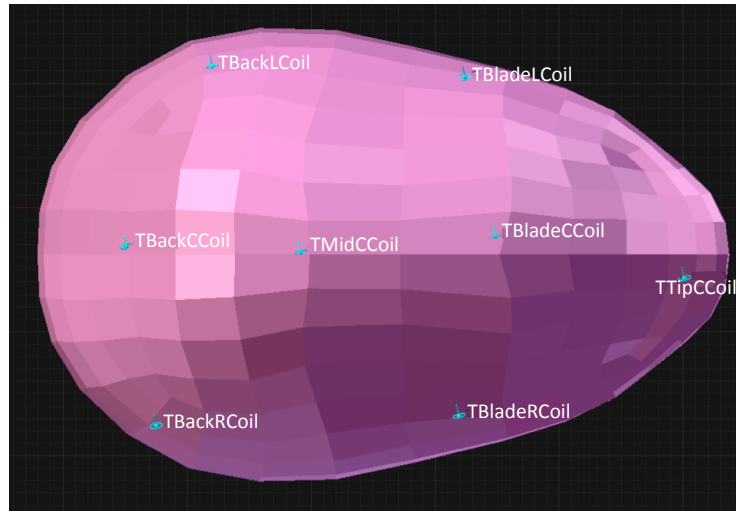 TBackLCoil
TBladeLCoil
TBackCCoil
TMidCCoil
TBladeCCoil
TTipCCoil
TBackRCoil
TBladeRCoil